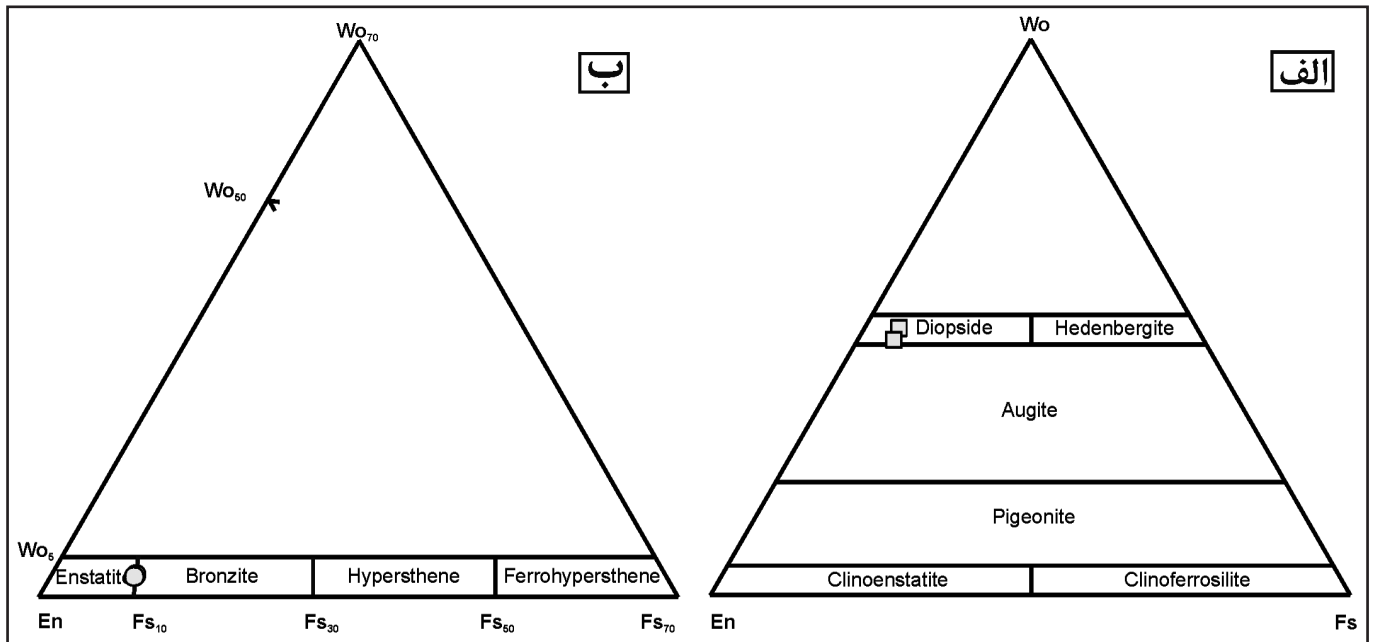 الف
Wo
Diopside
Hedenbergite
Augite
Pigeonite
Clinoenstatite
Clinoferrosilite
En
Fs
ب
Wo₇₀
Wo₅₀
Wo₅
Enstatit
Bronzite
Hypersthene
Ferrohypersthene
En
Fs₁₀
Fs₃₀
Fs₅₀
Fs₇₀